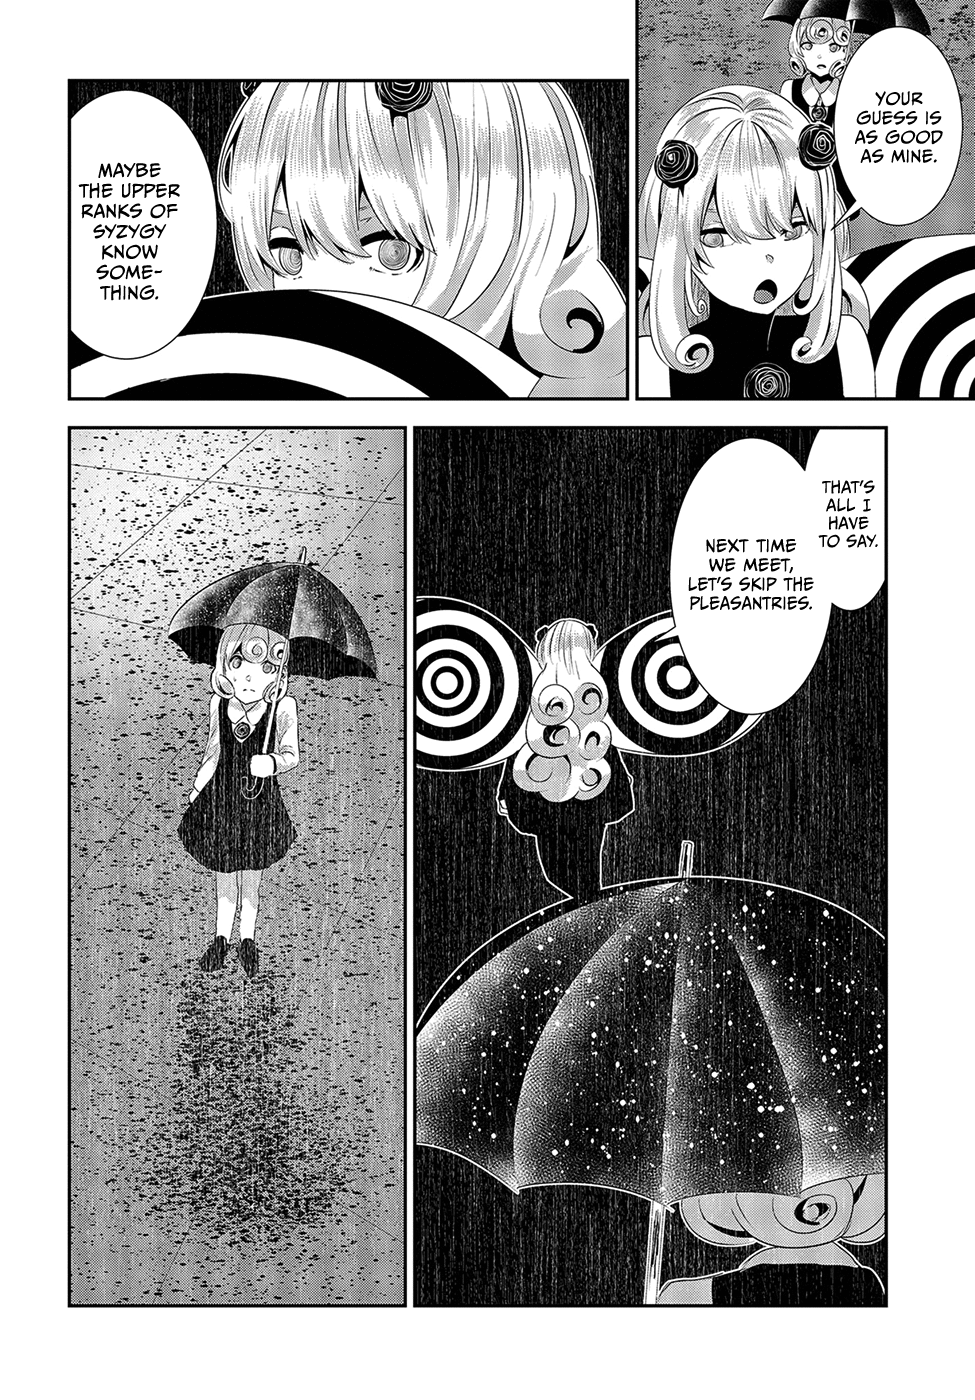 YOUR
GUESS IS
AS GOOD
AS MINE.
MAYBE
THE UPPER
RANKS OF
SYZYGY
KNOW
SOME-
THING.
THAT'S
ALL I
HAVE
TO SAY.
NEXT TIME
WE MEET,
LET'S SKIP THE
PLEASANTRIES.